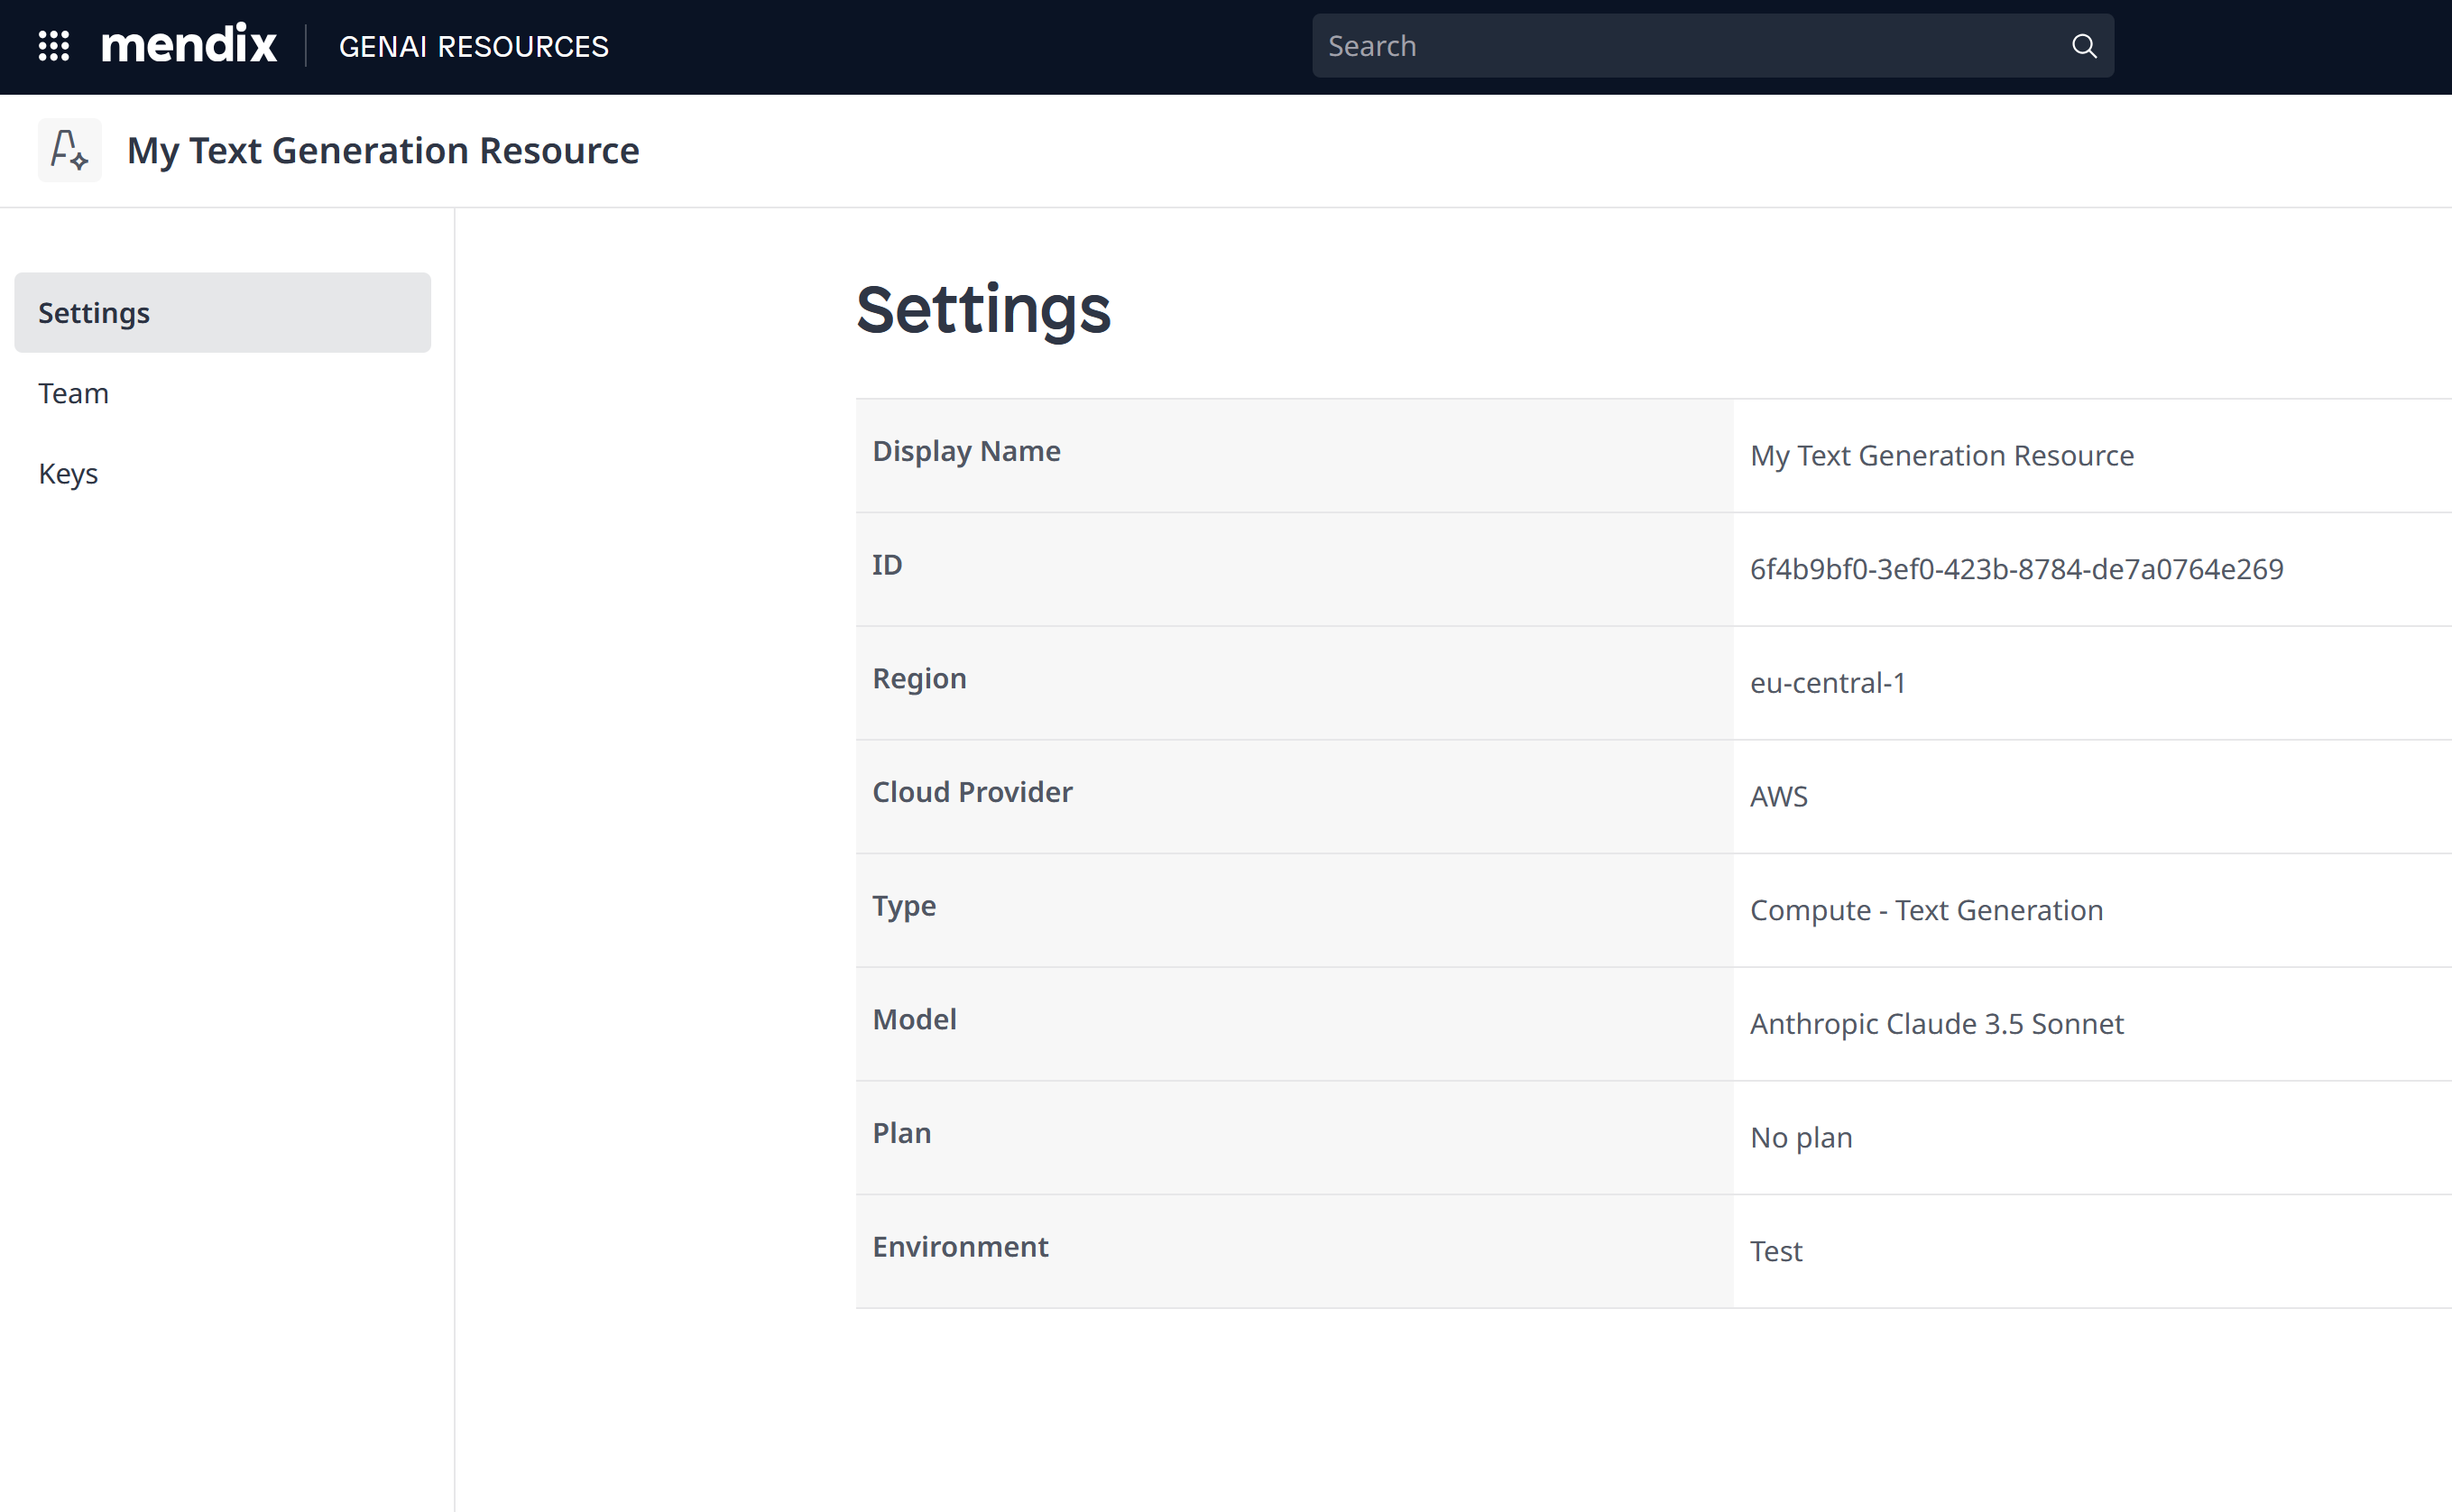 mendix GENAI RESOURCES Search
My Text Generation Resource
Settings
Team
Keys
Settings
Display Name My Text Generation Resource
ID 6f4b9bf0-3ef0-423b-8784-de7a0764e269
Region eu-central-1
Cloud Provider AWS
Type Compute - Text Generation
Model Anthropic Claude 3.5 Sonnet
Plan No plan
Environment Test